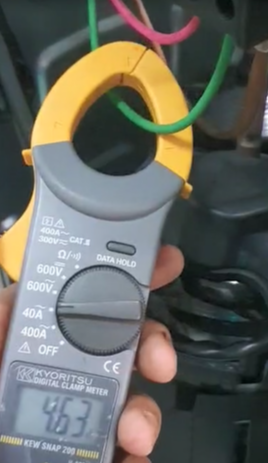 400A~ CAT.Ⅲ
300V≂
Ω/·))
DATA HOLD
600V
600V~
40A~
400A~
OFF
CE
KYORITSU
DIGITAL CLAMP METER
4.63
KEW SNAP 200